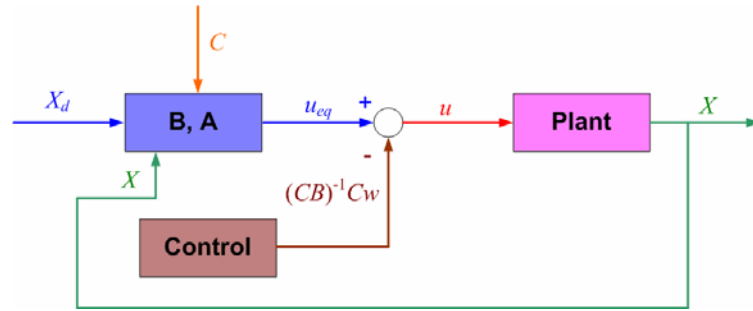 C
X_d
B, A
u_eq
+
u
Plant
X
-
X
(CB)^-1 Cw
Control